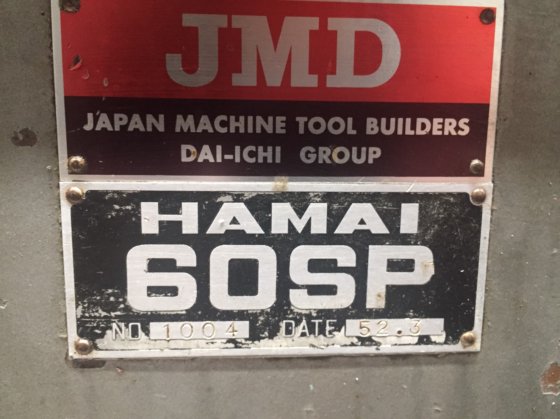 JMD
JAPAN MACHINE TOOL BUILDERS
DAI-ICHI GROUP
HAMAI
60SP
NO. 1004 DATE 52.3